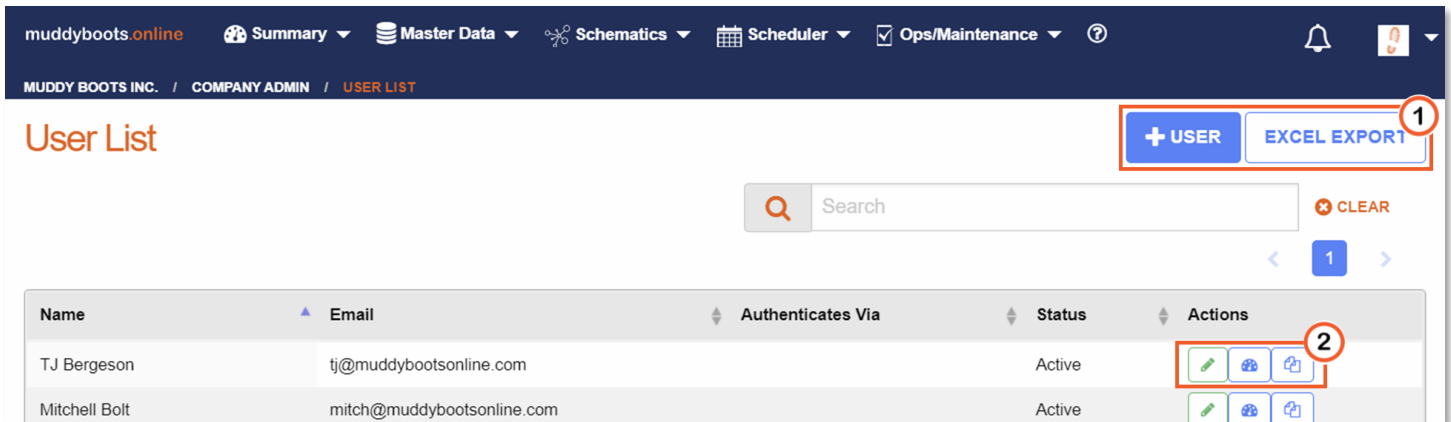 muddyboots.online Summary Master Data Schematics Scheduler Ops/Maintenance ?
MUDDY BOOTS INC. / COMPANY ADMIN / USER LIST
1
User List
+ USER EXCEL EXPORT
Search CLEAR
1
Name Email Authenticates Via Status Actions
2
TJ Bergeson tj@muddybootsonline.com Active
Mitchell Bolt mitch@muddybootsonline.com Active